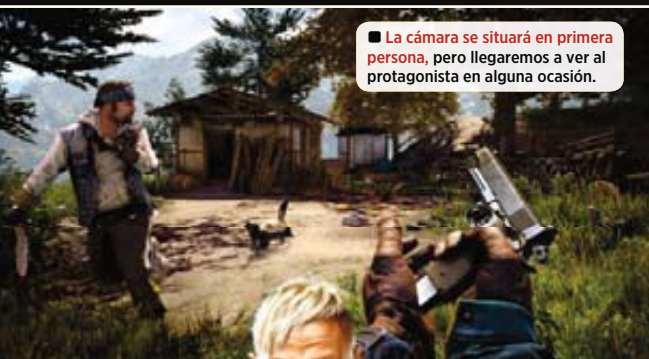 ■ La cámara se situará en primera
persona, pero llegaremos a ver al
protagonista en alguna ocasión.